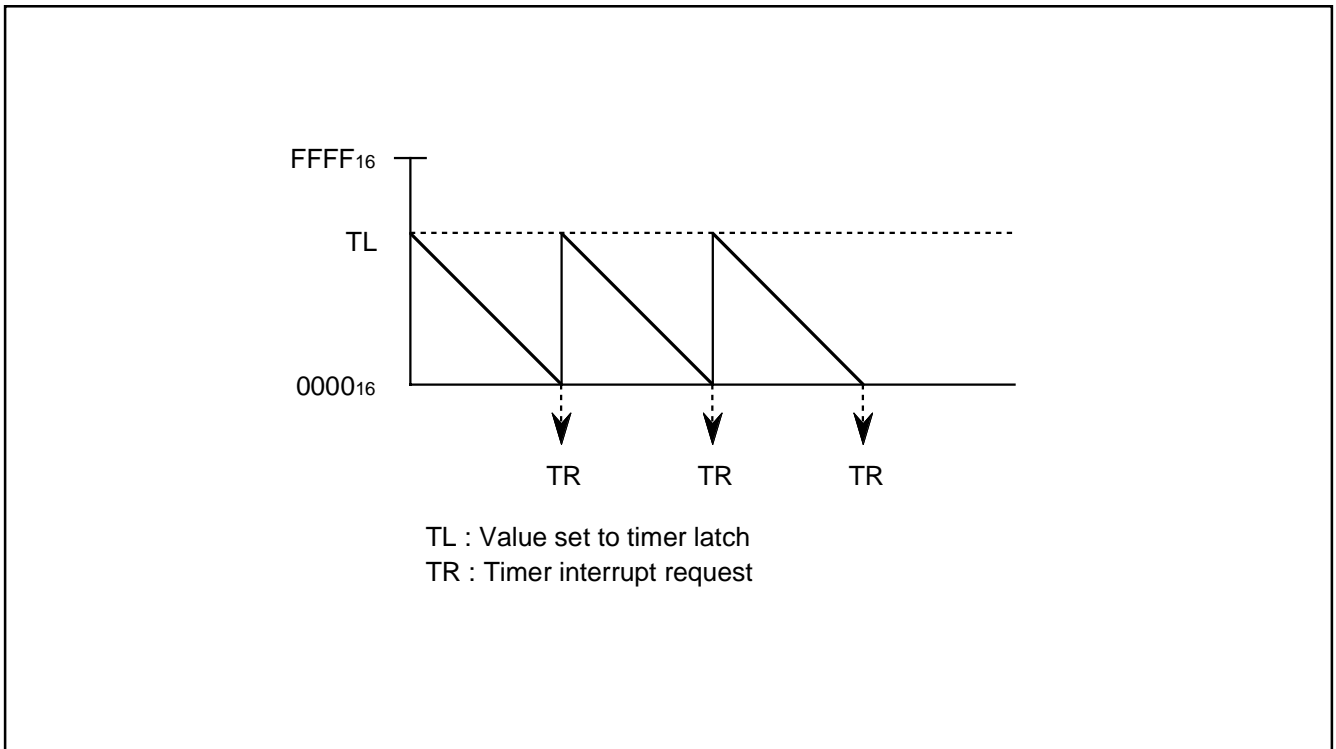 FFFF16
TL
000016
TR TR TR
TL : Value set to timer latch
TR : Timer interrupt request